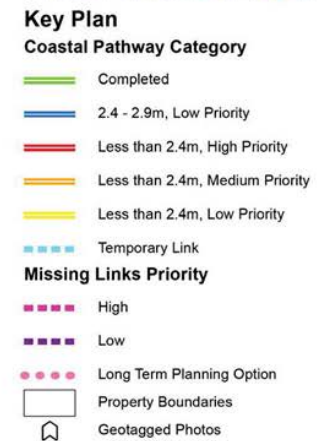 Key Plan
Coastal Pathway Category
Completed
2.4 - 2.9m, Low Priority
Less than 2.4m, High Priority
Less than 2.4m, Medium Priority
Less than 2.4m, Low Priority
Temporary Link
Missing Links Priority
High
Low
Long Term Planning Option
Property Boundaries
Geotagged Photos